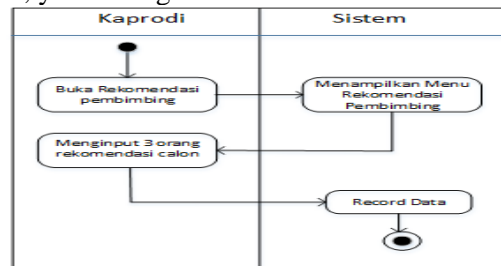 Kaprodi
Sistem
Buka Rekomendasi
pembimbing
Menampilkan Menu
Rekomendasi
Pembimbing
Menginput 3 orang
rekomendasi calon
Record Data